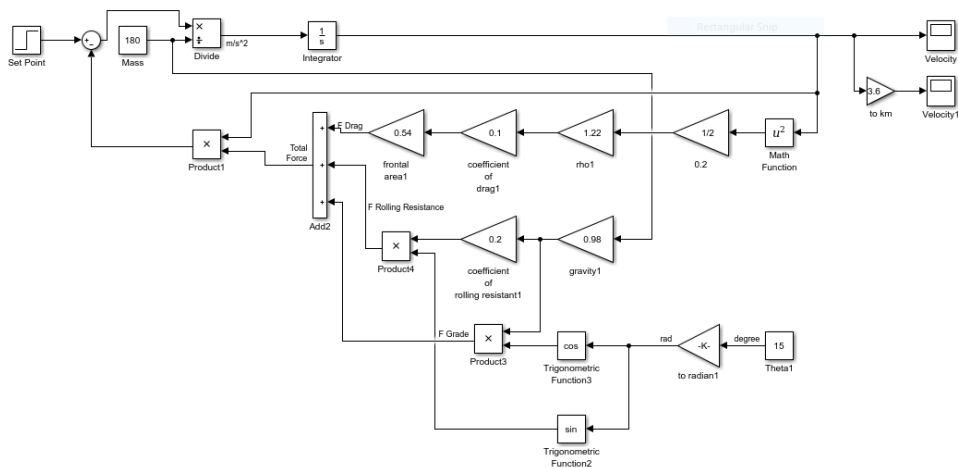 Rectangular Snip
Set Point
+
-
180
Mass
×
÷
Divide
m/s^2
1
s
Integrator
Velocity
3.6
to km
Velocity1
×
Product1
Total
Force
+
+
+
Add2
F Drag
0.54
frontal
area1
0.1
coefficient
of
drag1
1.22
rho1
1/2
0.2
u²
Math
Function
F Rolling Resistance
×
Product4
0.2
coefficient
of
rolling resistant1
0.98
gravity1
F Grade
×
Product3
cos
Trigonometric
Function3
rad
-K-
to radian1
degree
15
Theta1
sin
Trigonometric
Function2